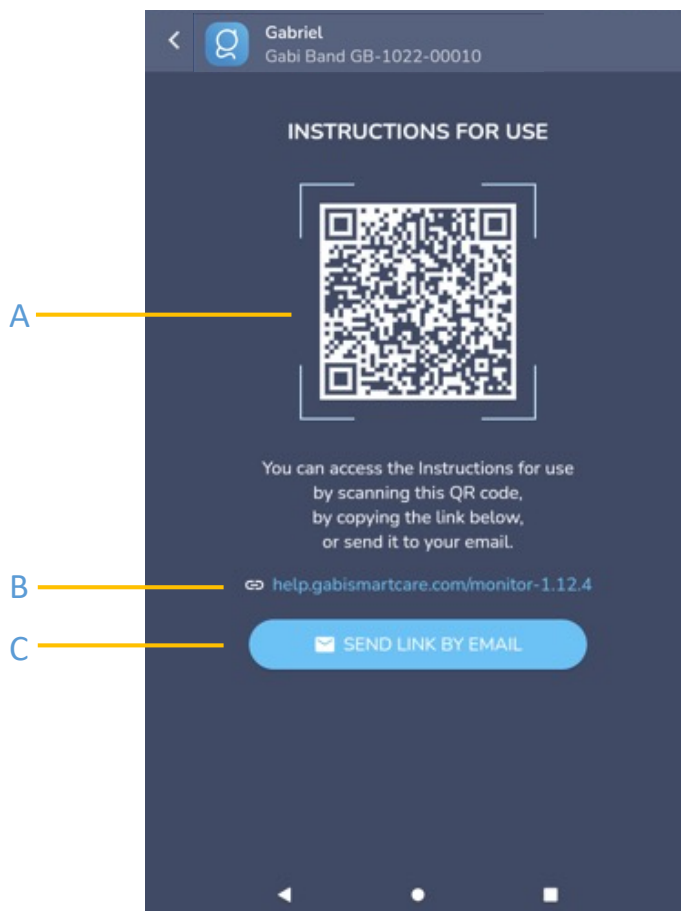 Gabriel
Gabi Band GB-1022-00010
INSTRUCTIONS FOR USE
A
You can access the Instructions for use
by scanning this QR code,
by copying the link below,
or send it to your email.
B
help.gabismartcare.com/monitor-1.12.4
C
SEND LINK BY EMAIL